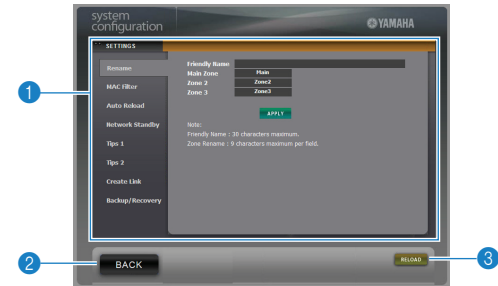 system
configuration
YAMAHA
SETTINGS
Rename
MAC Filter
Auto Reload
Network Standby
Tips 1
Tips 2
Create Link
Backup/Recovery
Friendly Name
Main Zone Main
Zone 2 Zone2
Zone 3 Zone3
APPLY
Note:
Friendly Name : 30 characters maximum.
Zone Rename : 9 characters maximum per field.
BACK
RELOAD
1
2
3